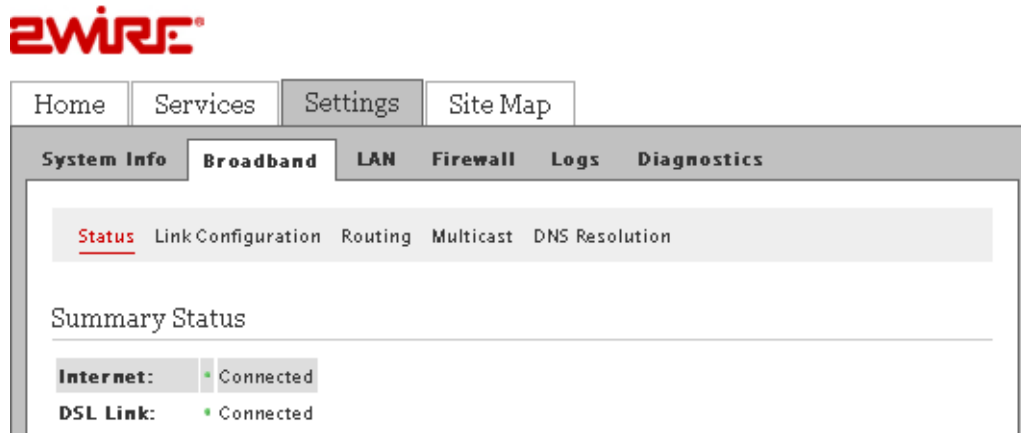 2WIRE®
Home Services Settings Site Map
System Info Broadband LAN Firewall Logs Diagnostics
Status Link Configuration Routing Multicast DNS Resolution
Summary Status
Internet: Connected
DSL Link: Connected